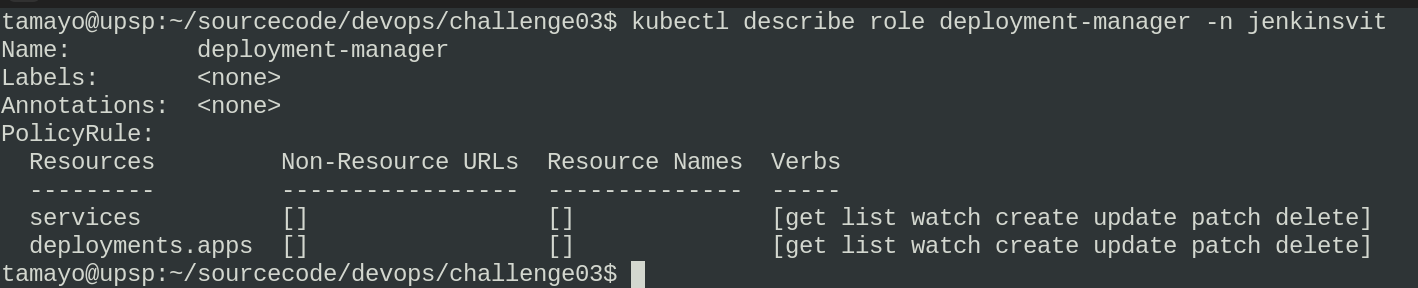 tamayo@upsp:~/sourcecode/devops/challenge03$ kubectl describe role deployment-manager -n jenkinsvit
Name:         deployment-manager
Labels:       <none>
Annotations:  <none>
PolicyRule:
  Resources         Non-Resource URLs  Resource Names  Verbs
  ---------         -----------------  --------------  -----
  services          []                 []              [get list watch create update patch delete]
  deployments.apps  []                 []              [get list watch create update patch delete]
tamayo@upsp:~/sourcecode/devops/challenge03$